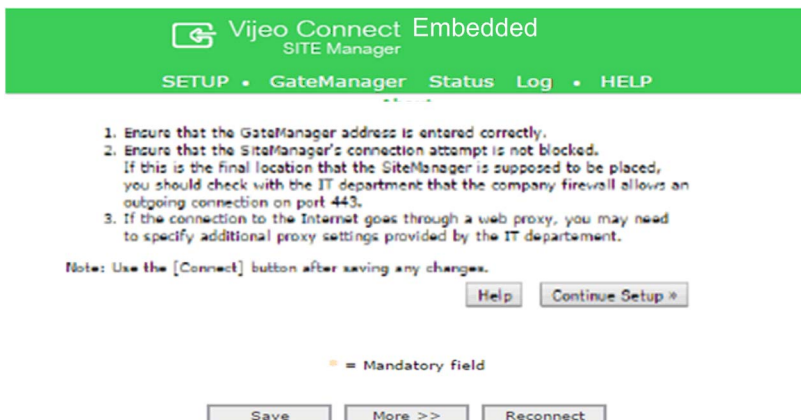 Vijeo Connect Embedded
SITE Manager
SETUP • GateManager Status Log • HELP
About
1. Ensure that the GateManager address is entered correctly.
2. Ensure that the SiteManager's connection attempt is not blocked.
If this is the final location that the SiteManager is supposed to be placed,
you should check with the IT department that the company firewall allows an
outgoing connection on port 443.
3. If the connection to the Internet goes through a web proxy, you may need
to specify additional proxy settings provided by the IT departement.
Note: Use the [Connect] button after saving any changes.
Help Continue Setup »
* = Mandatory field
Save More >> Reconnect